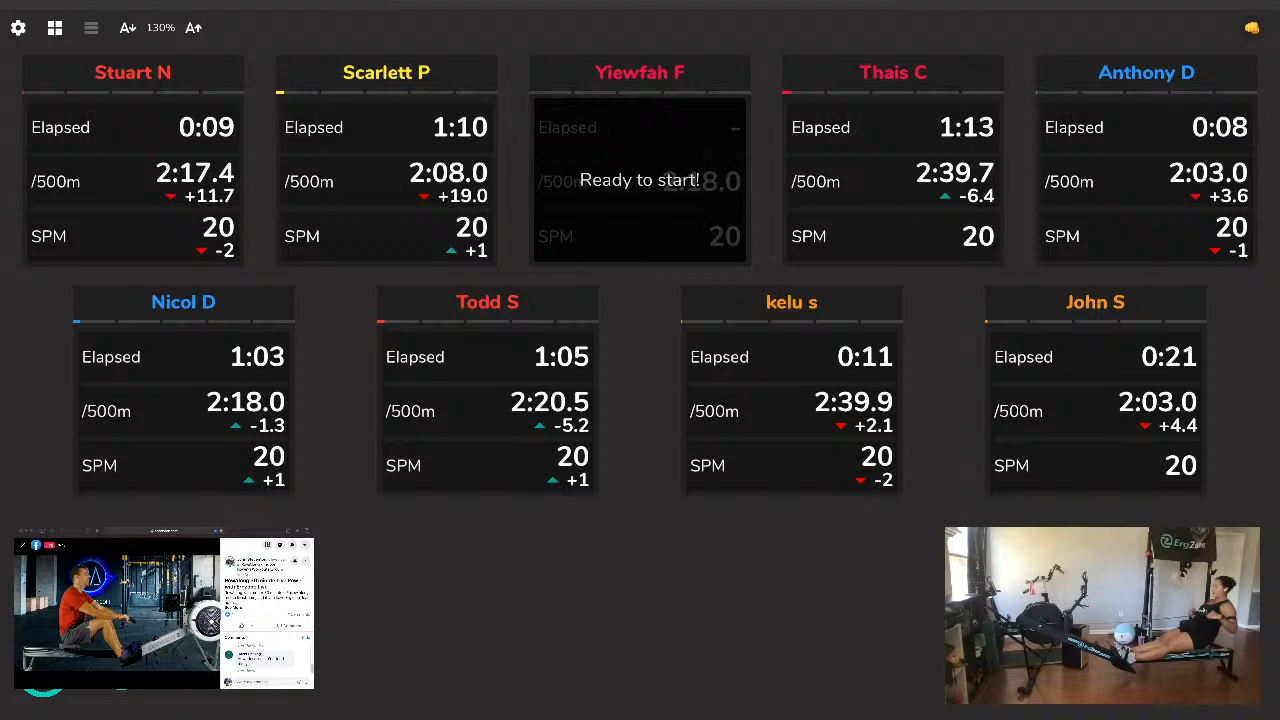 A 130% A
Stuart N
Elapsed 0:09
/500m 2:17.4
+11.7
SPM 20
-2
Scarlett P
Elapsed 1:10
/500m 2:08.0
+19.0
SPM 20
+1
Yiewfah F
Elapsed -
/500m 2:18.0
Ready to start!
SPM 20
Thais C
Elapsed 1:13
/500m 2:39.7
-6.4
SPM 20
Anthony D
Elapsed 0:08
/500m 2:03.0
+3.6
SPM 20
-1
Nicol D
Elapsed 1:03
/500m 2:18.0
-1.3
SPM 20
+1
Todd S
Elapsed 1:05
/500m 2:20.5
-5.2
SPM 20
+1
kelu s
Elapsed 0:11
/500m 2:39.9
+2.1
SPM 20
-2
John S
Elapsed 0:21
/500m 2:03.0
+4.4
SPM 20
Comments
ErgZone